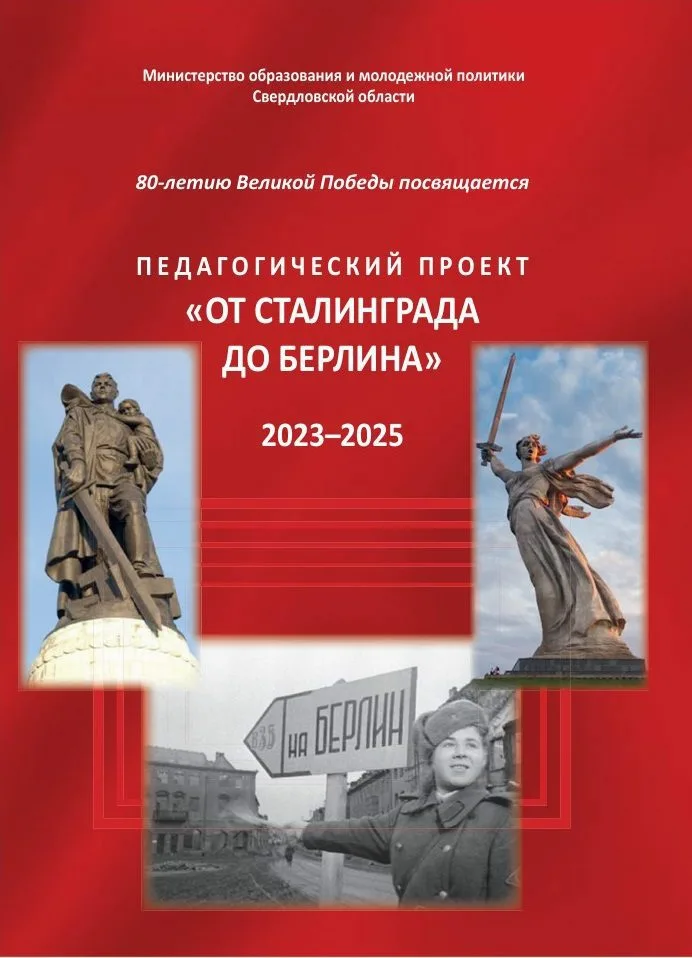 Министерство образования и молодежной политики
Свердловской области
80-летию Великой Победы посвящается
ПЕДАГОГИЧЕСКИЙ ПРОЕКТ
«ОТ СТАЛИНГРАДА
ДО БЕРЛИНА»
2023–2025
НА БЕРЛИН